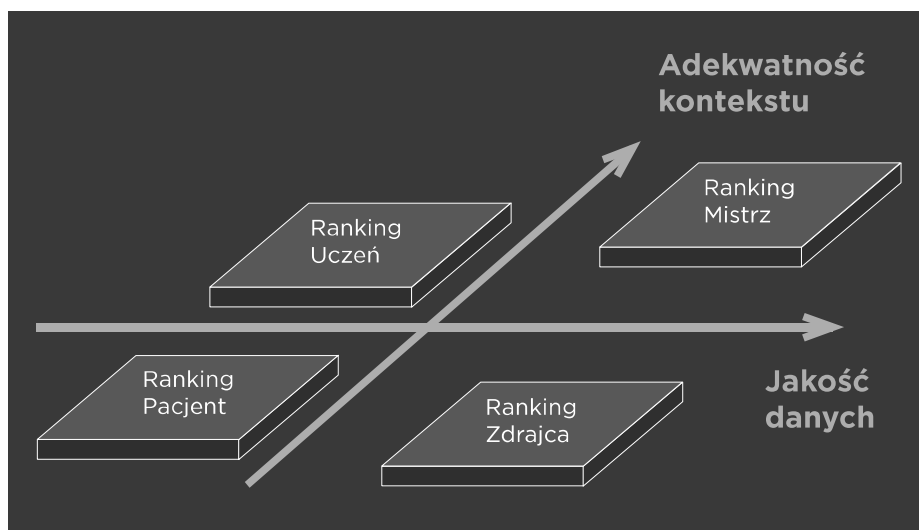 Adekwatność
kontekstu
Ranking
Mistrz
Ranking
Uczeń
Ranking
Pacjent
Ranking
Zdrajca
Jakość
danych